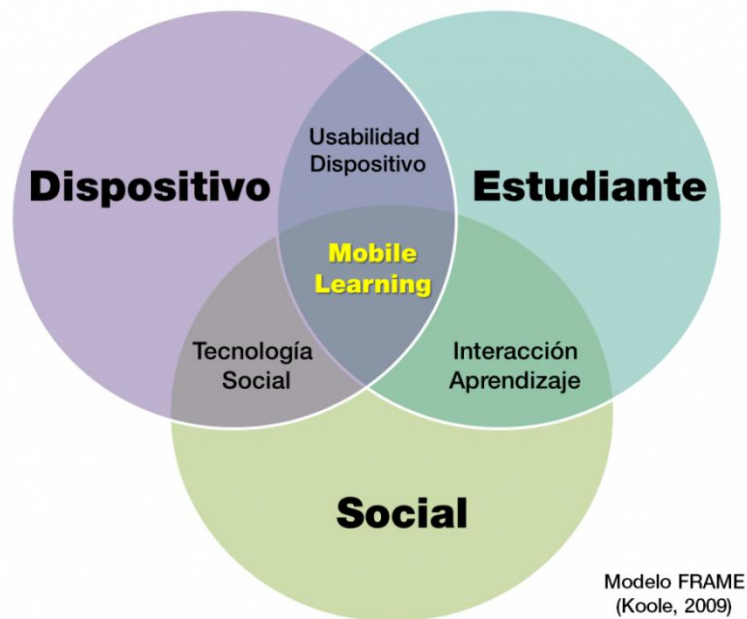 Usabilidad
Dispositivo
Dispositivo
Estudiante
Mobile
Learning
Tecnología
Social
Interacción
Aprendizaje
Social
Modelo FRAME
(Koole, 2009)